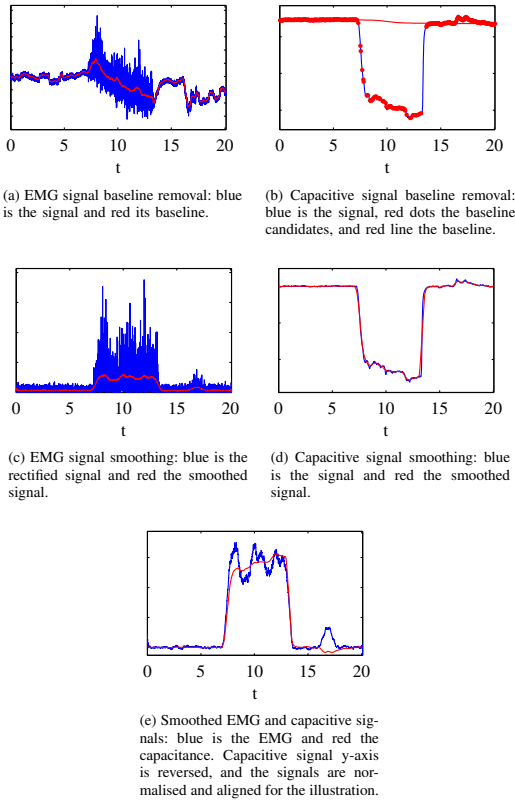 0 5 10 15 20
t
(a) EMG signal baseline removal: blue
is the signal and red its baseline.
0 5 10 15 20
t
(b) Capacitive signal baseline removal:
blue is the signal, red dots the baseline
candidates, and red line the baseline.
0 5 10 15 20
t
(c) EMG signal smoothing: blue is the
rectified signal and red the smoothed
signal.
0 5 10 15 20
t
(d) Capacitive signal smoothing: blue
is the signal and red the smoothed
signal.
0 5 10 15 20
t
(e) Smoothed EMG and capacitive sig-
nals: blue is the EMG and red the
capacitance. Capacitive signal y-axis
is reversed, and the signals are nor-
malised and aligned for the illustration.